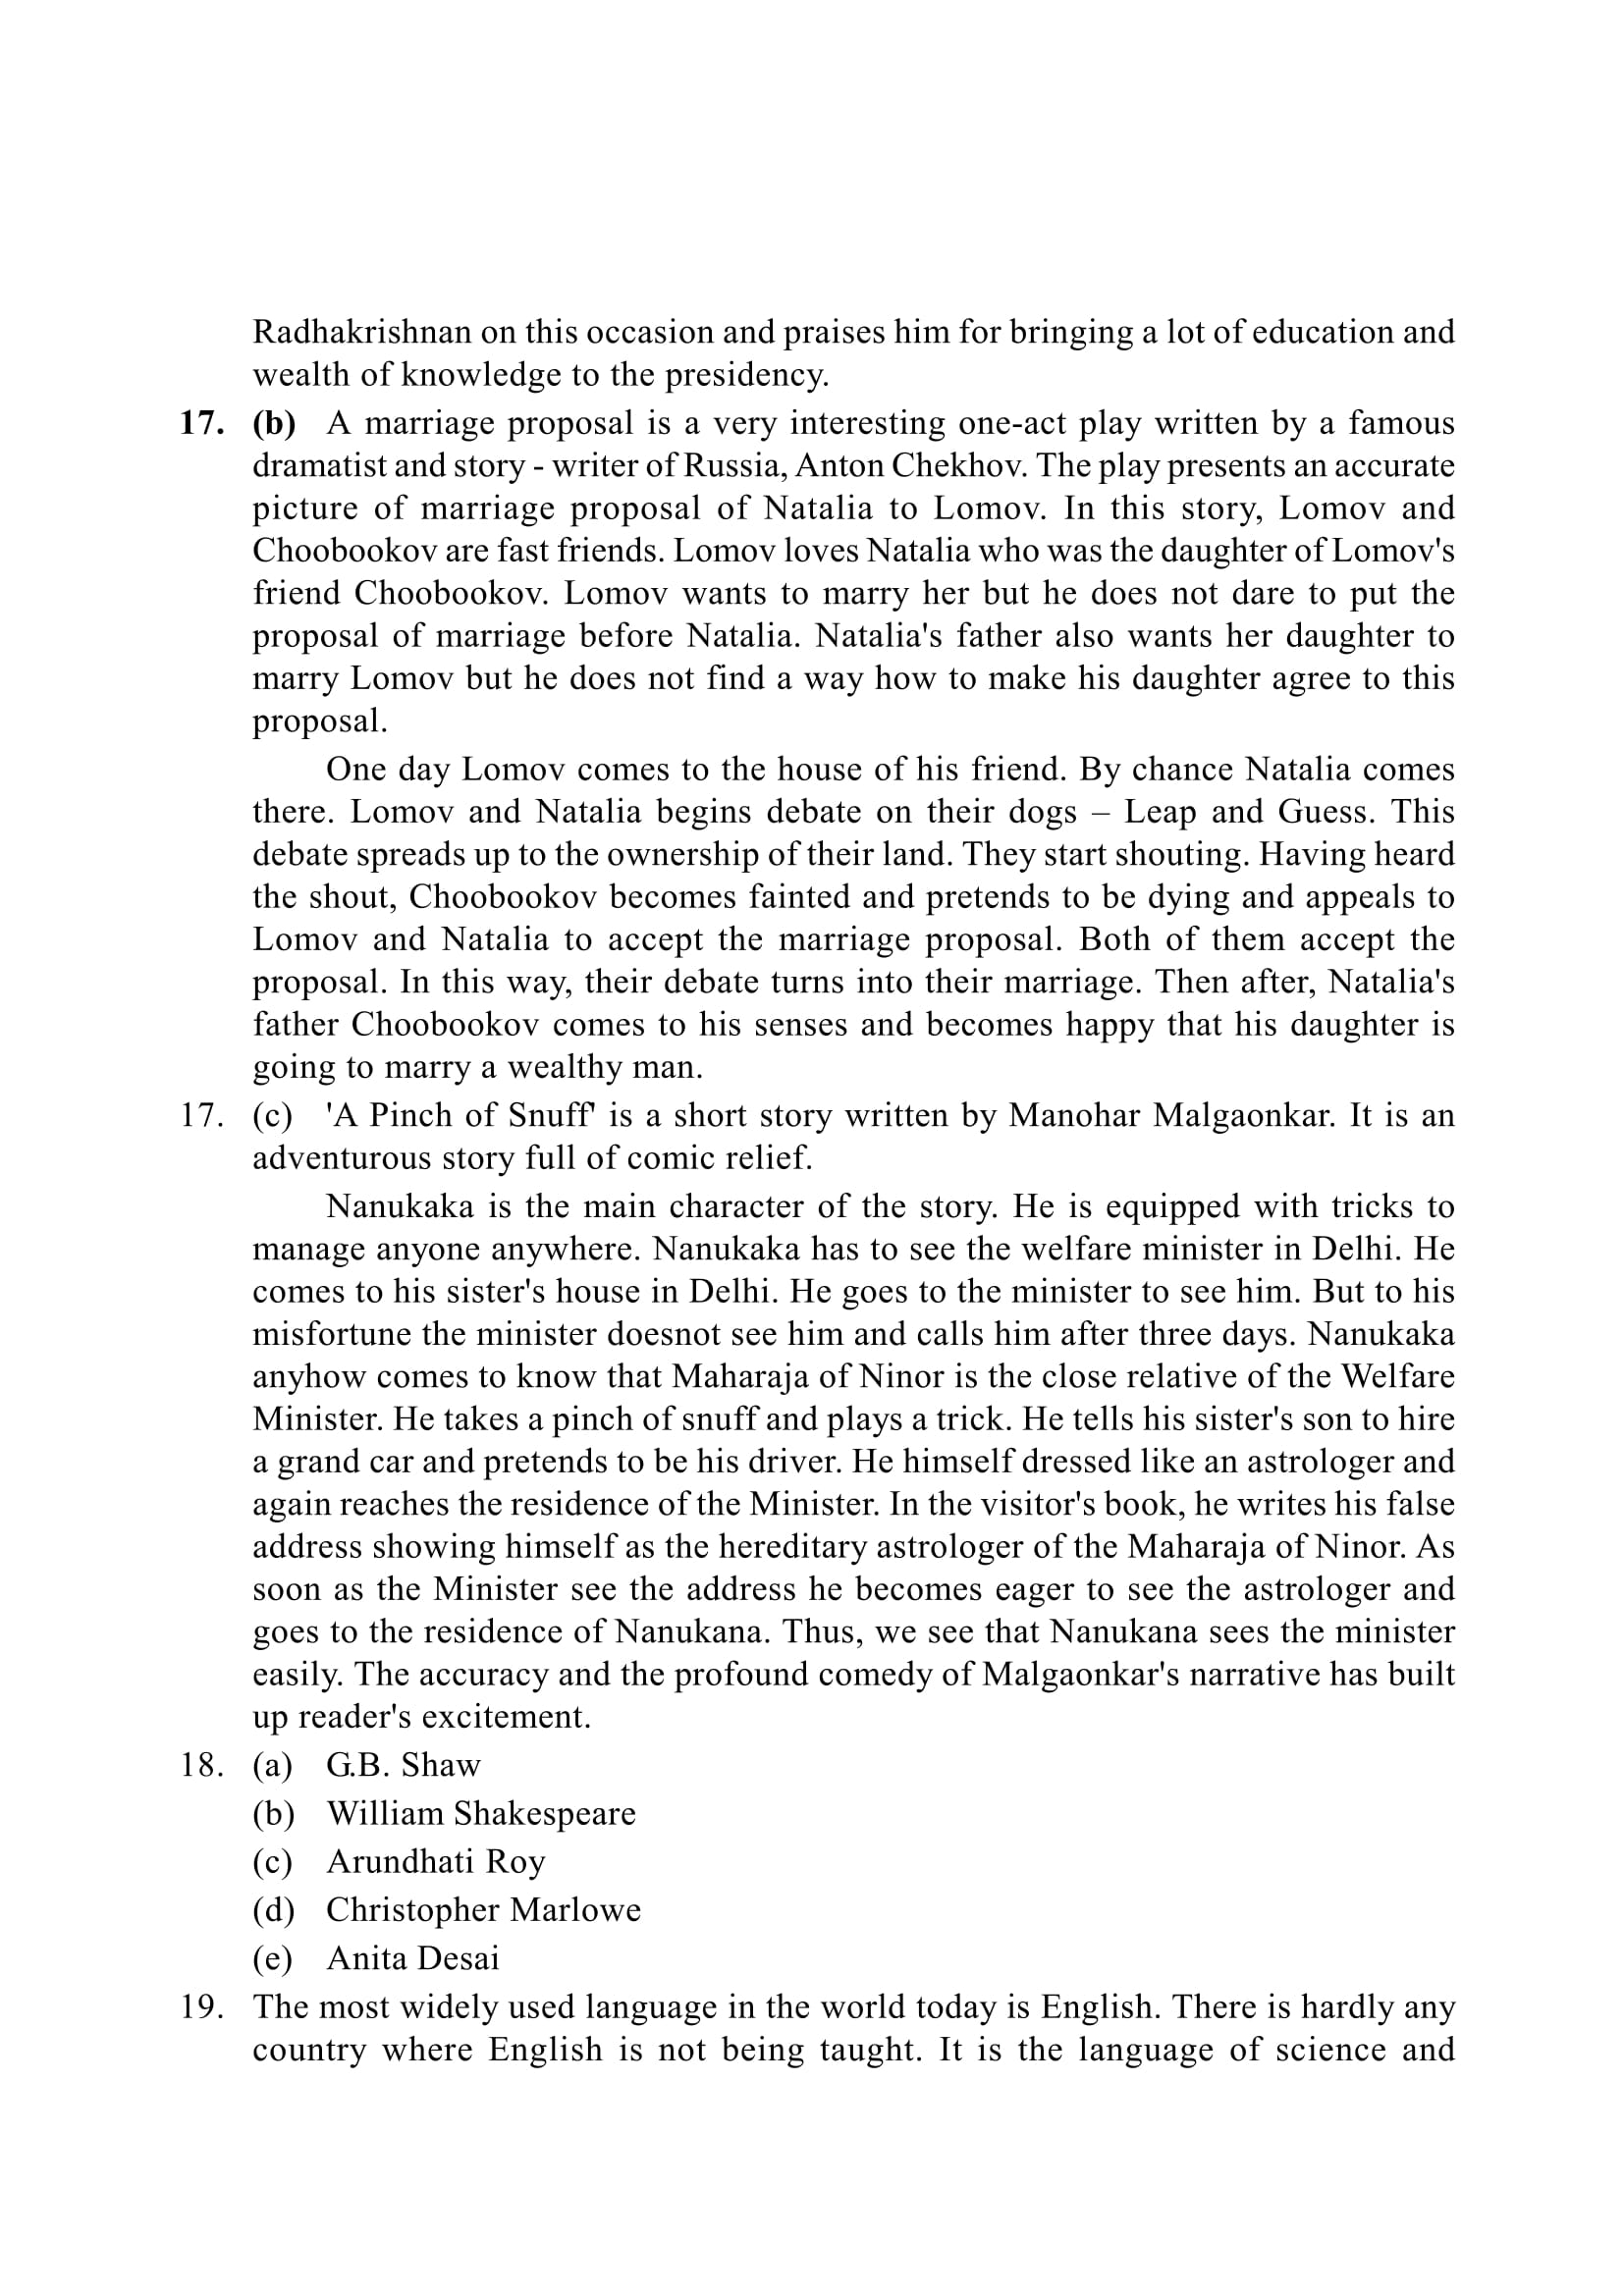 Radhakrishnan on this occasion and praises him for bringing a lot of education and
wealth of knowledge to the presidency.
17. (b) A marriage proposal is a very interesting one-act play written by a famous
dramatist and story - writer of Russia, Anton Chekhov. The play presents an accurate
picture of marriage proposal of Natalia to Lomov. In this story, Lomov and
Choobookov are fast friends. Lomov loves Natalia who was the daughter of Lomov's
friend Choobookov. Lomov wants to marry her but he does not dare to put the
proposal of marriage before Natalia. Natalia's father also wants her daughter to
marry Lomov but he does not find a way how to make his daughter agree to this
proposal.
One day Lomov comes to the house of his friend. By chance Natalia comes
there. Lomov and Natalia begins debate on their dogs – Leap and Guess. This
debate spreads up to the ownership of their land. They start shouting. Having heard
the shout, Choobookov becomes fainted and pretends to be dying and appeals to
Lomov and Natalia to accept the marriage proposal. Both of them accept the
proposal. In this way, their debate turns into their marriage. Then after, Natalia's
father Choobookov comes to his senses and becomes happy that his daughter is
going to marry a wealthy man.
17. (c) 'A Pinch of Snuff' is a short story written by Manohar Malgaonkar. It is an
adventurous story full of comic relief.
Nanukaka is the main character of the story. He is equipped with tricks to
manage anyone anywhere. Nanukaka has to see the welfare minister in Delhi. He
comes to his sister's house in Delhi. He goes to the minister to see him. But to his
misfortune the minister doesnot see him and calls him after three days. Nanukaka
anyhow comes to know that Maharaja of Ninor is the close relative of the Welfare
Minister. He takes a pinch of snuff and plays a trick. He tells his sister's son to hire
a grand car and pretends to be his driver. He himself dressed like an astrologer and
again reaches the residence of the Minister. In the visitor's book, he writes his false
address showing himself as the hereditary astrologer of the Maharaja of Ninor. As
soon as the Minister see the address he becomes eager to see the astrologer and
goes to the residence of Nanukana. Thus, we see that Nanukana sees the minister
easily. The accuracy and the profound comedy of Malgaonkar's narrative has built
up reader's excitement.
18. (a) G.B. Shaw
(b) William Shakespeare
(c) Arundhati Roy
(d) Christopher Marlowe
(e) Anita Desai
19. The most widely used language in the world today is English. There is hardly any
country where English is not being taught. It is the language of science and